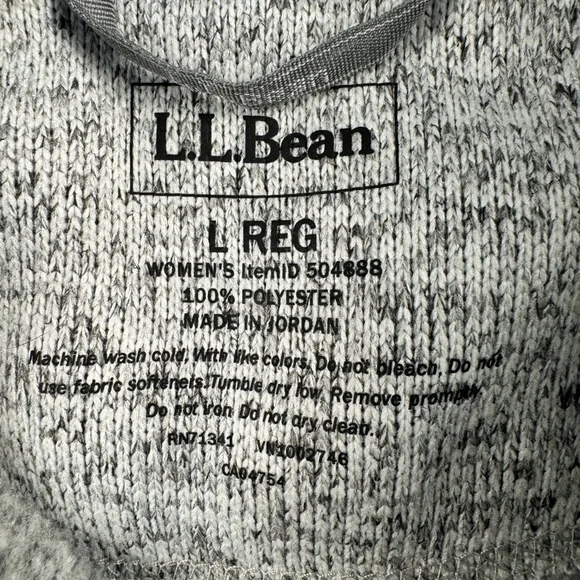 L.L.Bean
L REG
WOMEN'S ItemID 504888
100% POLYESTER
MADE IN JORDAN
Machine wash cold. With like colors. Do not bleach. Do not
use fabric softeners. Tumble dry low. Remove promptly.
Do not iron Do not dry clean.
RN71341 VN1002746
CA04754